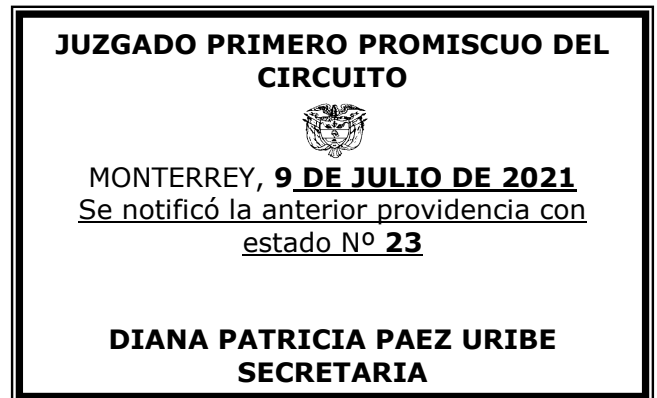 JUZGADO PRIMERO PROMISCUO DEL
CIRCUITO
MONTERREY, 9 DE JULIO DE 2021
Se notificó la anterior providencia con
estado Nº 23
DIANA PATRICIA PAEZ URIBE
SECRETARIA